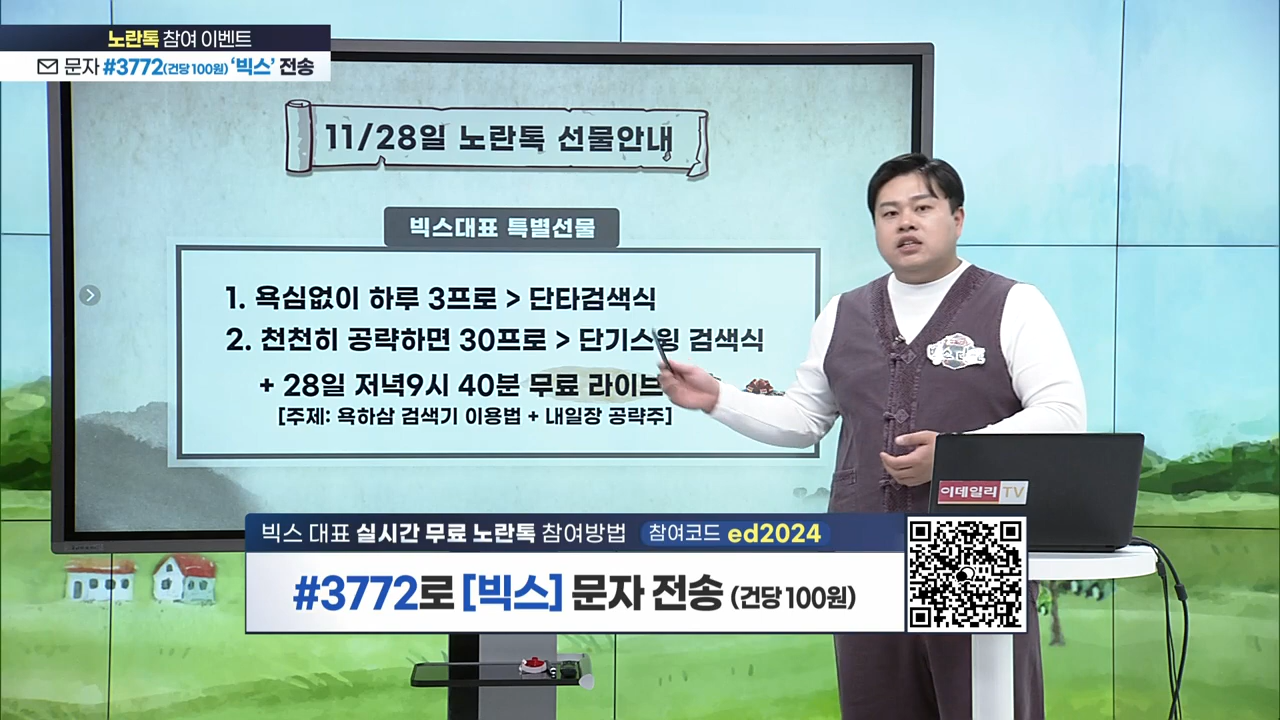 노란톡 참여 이벤트
문자 #3772(건당 100원) '빅스' 전송
11/28일 노란톡 선물안내
빅스대표 특별선물
1. 욕심없이 하루 3프로 > 단타검색식
2. 천천히 공략하면 30프로 > 단기스윙 검색식
+ 28일 저녁9시 40분 무료 라이브
[주제: 욕하삼 검색기 이용법 + 내일장 공략주]
이데일리 TV
빅스 대표 실시간 무료 노란톡 참여방법 참여코드 ed2024
#3772로 [빅스] 문자 전송 (건당 100원)